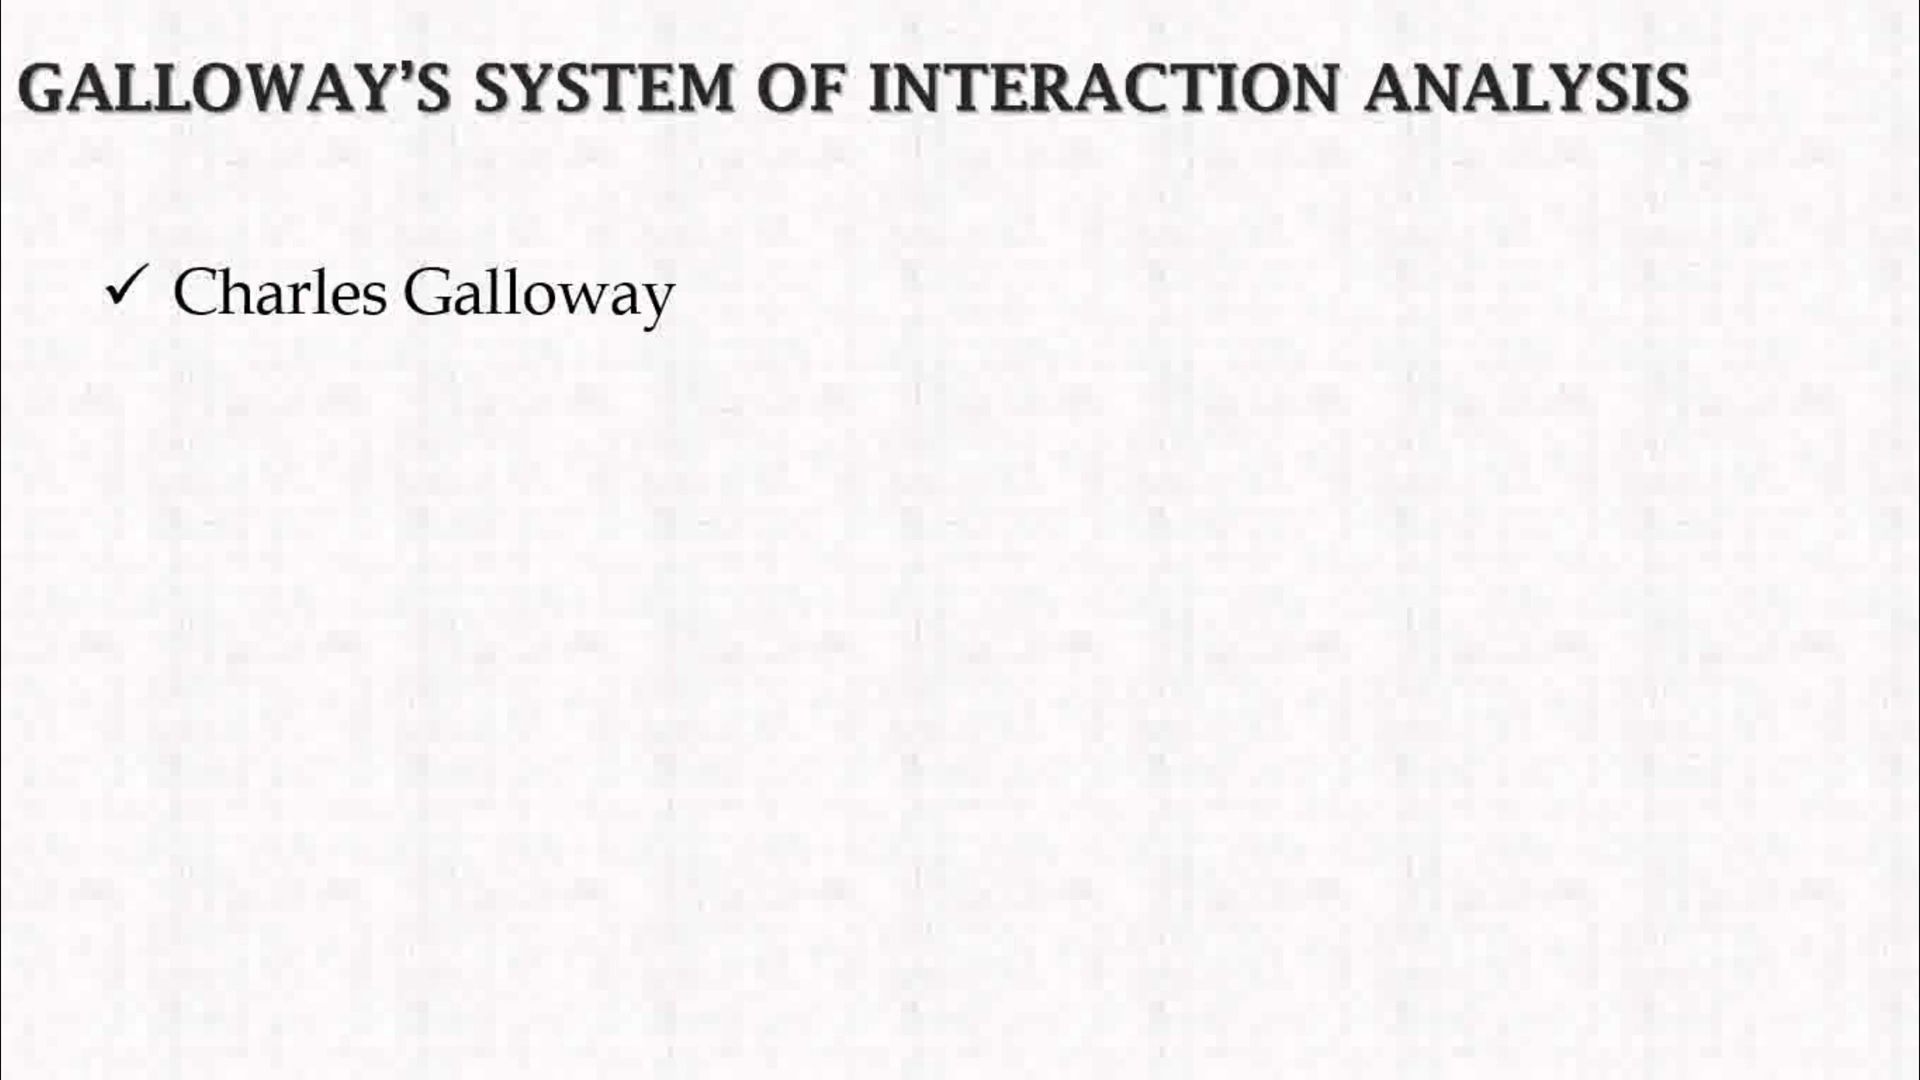 GALLOWAY’S SYSTEM OF INTERACTION ANALYSIS
✓ Charles Galloway